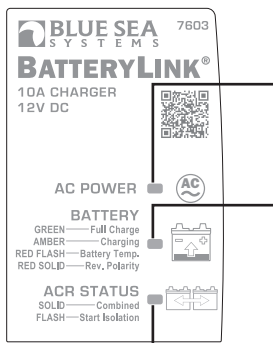 BLUE SEA 7603
SYSTEMS
BATTERYLINK®
10A CHARGER
12V DC
AC POWER AC
BATTERY
GREEN — Full Charge
AMBER — Charging
RED FLASH — Battery Temp.
RED SOLID — Rev. Polarity
- +
ACR STATUS
SOLID — Combined
FLASH — Start Isolation